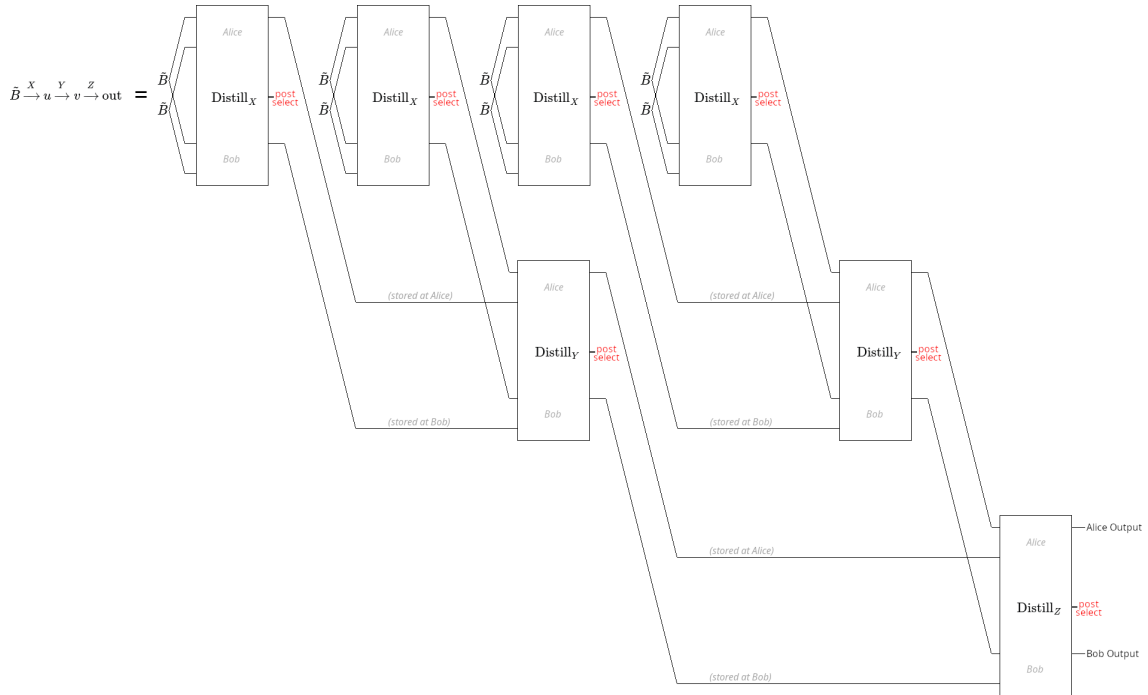 Alice
Alice
Alice
Alice
B̃ —X→ u —Y→ v —Z→ out =
B̃
B̃
B̃
B̃
Distill_X
post select
Distill_X
post select
Distill_X
post select
Distill_X
post select
B̃
B̃
B̃
B̃
Bob
Bob
Bob
Bob
Alice
Alice
(stored at Alice)
(stored at Alice)
Distill_Y
post select
Distill_Y
post select
Bob
Bob
(stored at Bob)
(stored at Bob)
Alice Output
Alice
(stored at Alice)
Distill_Z
post select
Bob Output
Bob
(stored at Bob)